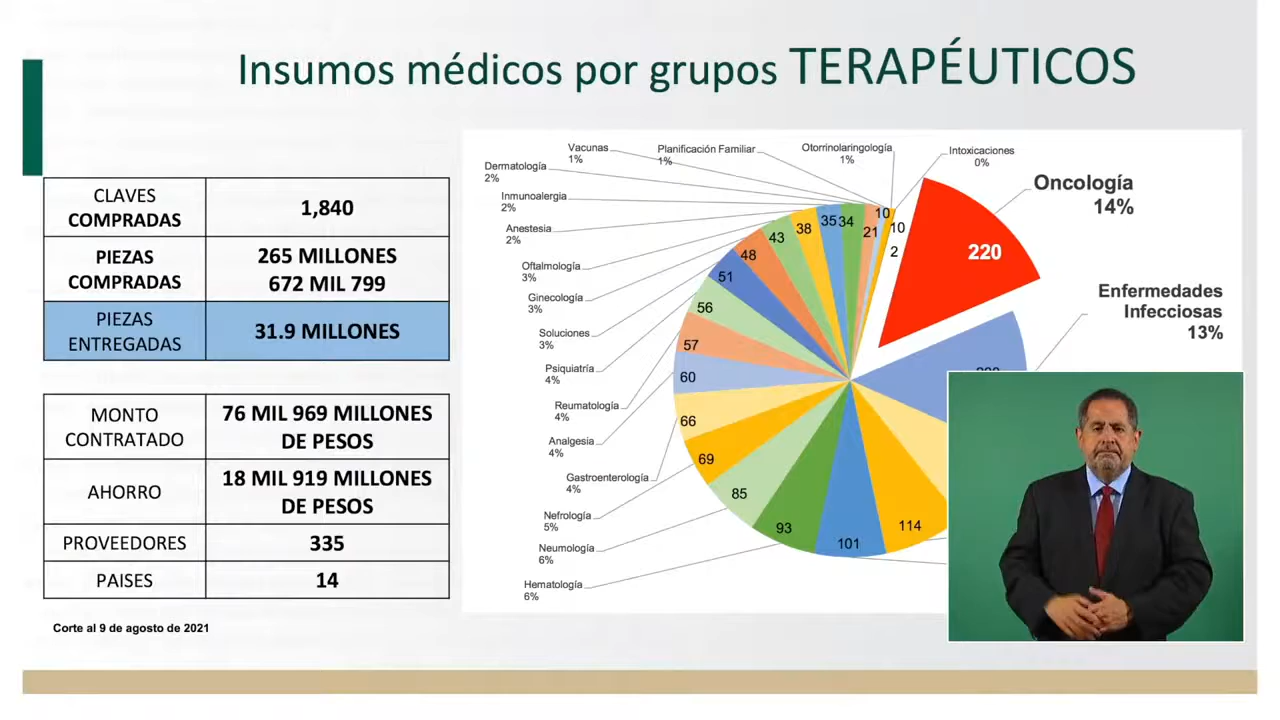 Insumos médicos por grupos TERAPÉUTICOS
CLAVES
COMPRADAS
1,840
PIEZAS
COMPRADAS
265 MILLONES
672 MIL 799
PIEZAS
ENTREGADAS
31.9 MILLONES
MONTO
CONTRATADO
76 MIL 969 MILLONES
DE PESOS
AHORRO
18 MIL 919 MILLONES
DE PESOS
PROVEEDORES
335
PAISES
14
Corte al 9 de agosto de 2021
Vacunas
1%
Planificación Familiar
1%
Otorrinolaringología
1%
Intoxicaciones
0%
Dermatología
2%
Inmunoalergia
2%
Anestesia
2%
Oftalmología
3%
Ginecología
3%
Soluciones
3%
Psiquiatría
4%
Reumatología
4%
Analgesia
4%
Gastroenterología
4%
Nefrología
5%
Neumología
6%
Hematología
6%
Oncología
14%
Enfermedades
Infecciosas
13%
220
114
101
93
85
69
66
60
57
56
51
48
43
38
35
34
21
10
10
2